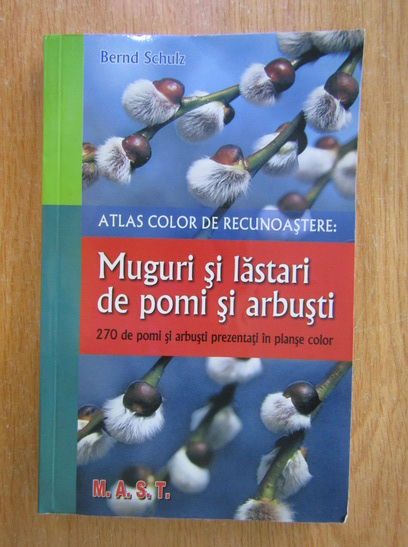 Bernd Schulz
ATLAS COLOR DE RECUNOAŞTERE:
Muguri şi lăstari
de pomi şi arbuşti
270 de pomi şi arbuşti prezentaţi în planşe color
M.A.S.T.